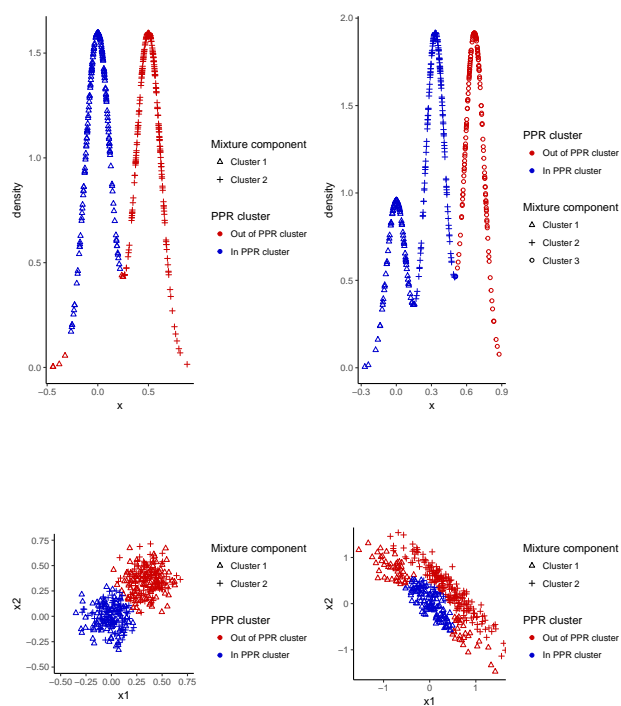 1.5
1.0
0.5
0.0
density
−0.5
0.0
0.5
x
Mixture component
Cluster 1
Cluster 2
PPR cluster
Out of PPR cluster
In PPR cluster
2.0
1.5
1.0
0.5
0.0
density
−0.3
0.0
0.3
0.6
0.9
x
PPR cluster
Out of PPR cluster
In PPR cluster
Mixture component
Cluster 1
Cluster 2
Cluster 3
0.75
0.50
0.25
0.00
−0.25
−0.50
x2
−0.50
−0.25
0.00
0.25
0.50
0.75
x1
Mixture component
Cluster 1
Cluster 2
PPR cluster
Out of PPR cluster
In PPR cluster
1
0
−1
x2
−1
0
1
x1
Mixture component
Cluster 1
Cluster 2
PPR cluster
Out of PPR cluster
In PPR cluster